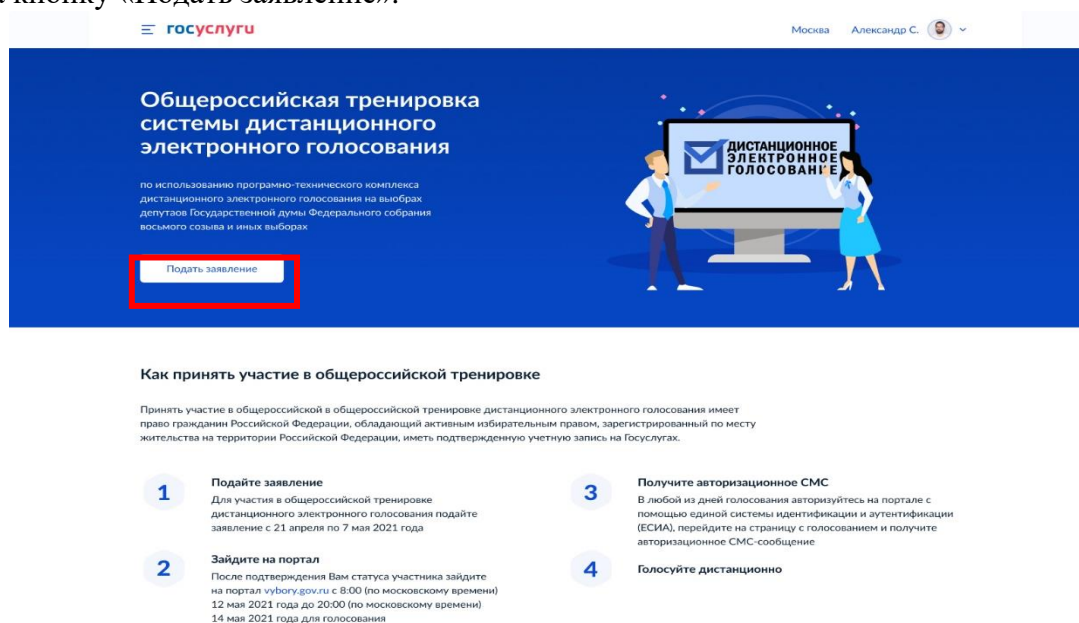 кнопку «Подать заявление».
госуслуги
Москва Александр С.
Общероссийская тренировка
системы дистанционного
электронного голосования
по использованию програмно-технического комплекса
дистанционного электронного голосования на выобрах
депутаов Государственной думы Федерального собрания
восьмого созыва и иных выборах
Подать заявление
ДИСТАНЦИОННОЕ
ЭЛЕКТРОННОЕ
ГОЛОСОВАНИЕ
Как принять участие в общероссийской тренировке
Принять участие в общероссийской в общероссийской тренировке дистанционного электронного голосования имеет
право гражданин Российской Федерации, обладающий активным избирательным правом, зарегистрированный по месту
жительства на территории Российской Федерации, иметь подтвержденную учетную запись на Госуслугах.
1
Подайте заявление
Для участия в общероссийской тренировке
дистанционного электронного голосования подайте
заявление с 21 апреля по 7 мая 2021 года
2
Зайдите на портал
После подтверждения Вам статуса участника зайдите
на портал vybory.gov.ru с 8:00 (по московскому времени)
12 мая 2021 года до 20:00 (по московскому времени)
14 мая 2021 года для голосования
3
Получите авторизационное СМС
В любой из дней голосования авторизуйтесь на портале с
помощью единой системы идентификации и аутентификации
(ЕСИА), перейдите на страницу с голосованием и получите
авторизационное СМС-сообщение
4
Голосуйте дистанционно